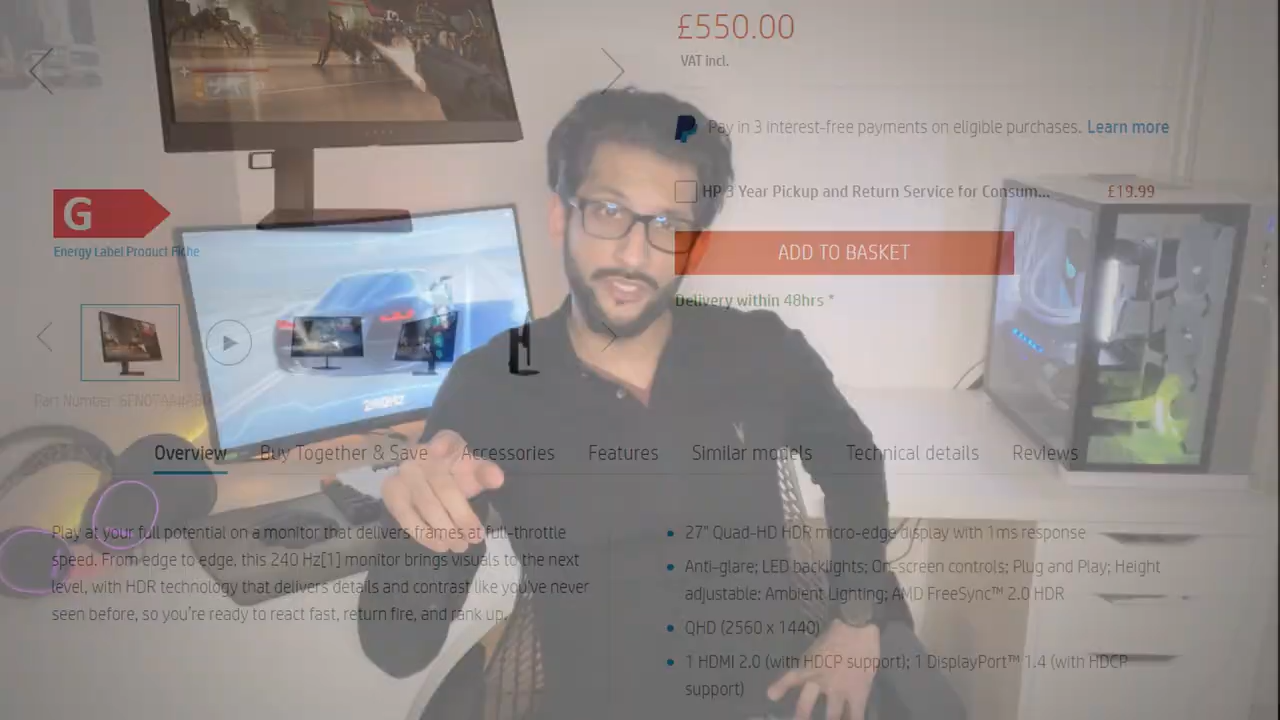 £550.00
VAT incl.
Pay in 3 interest-free payments on eligible purchases. Learn more
HP 3 Year Pickup and Return Service for Consum... £19.99
G
ADD TO BASKET
Energy Label Product Fiche
Delivery within 48hrs *
Part Number:
240Hz
Overview Buy Together & Save Accessories Features Similar models Technical details Reviews
Play at your full potential on a monitor that delivers frames at full-throttle
speed. From edge to edge, this 240 Hz[1] monitor brings visuals to the next
level, with HDR technology that delivers details and contrast like you've never
seen before, so you're ready to react fast, return fire, and rank up.
27" Quad-HD HDR micro-edge display with 1ms response
Anti-glare; LED backlights; On-screen controls; Plug and Play; Height
adjustable; Ambient Lighting; AMD FreeSync™ 2.0 HDR
QHD (2560 x 1440)
1 HDMI 2.0 (with HDCP support); 1 DisplayPort™ 1.4 (with HDCP
support)